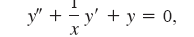 y″ + 1/x y′ + y = 0,